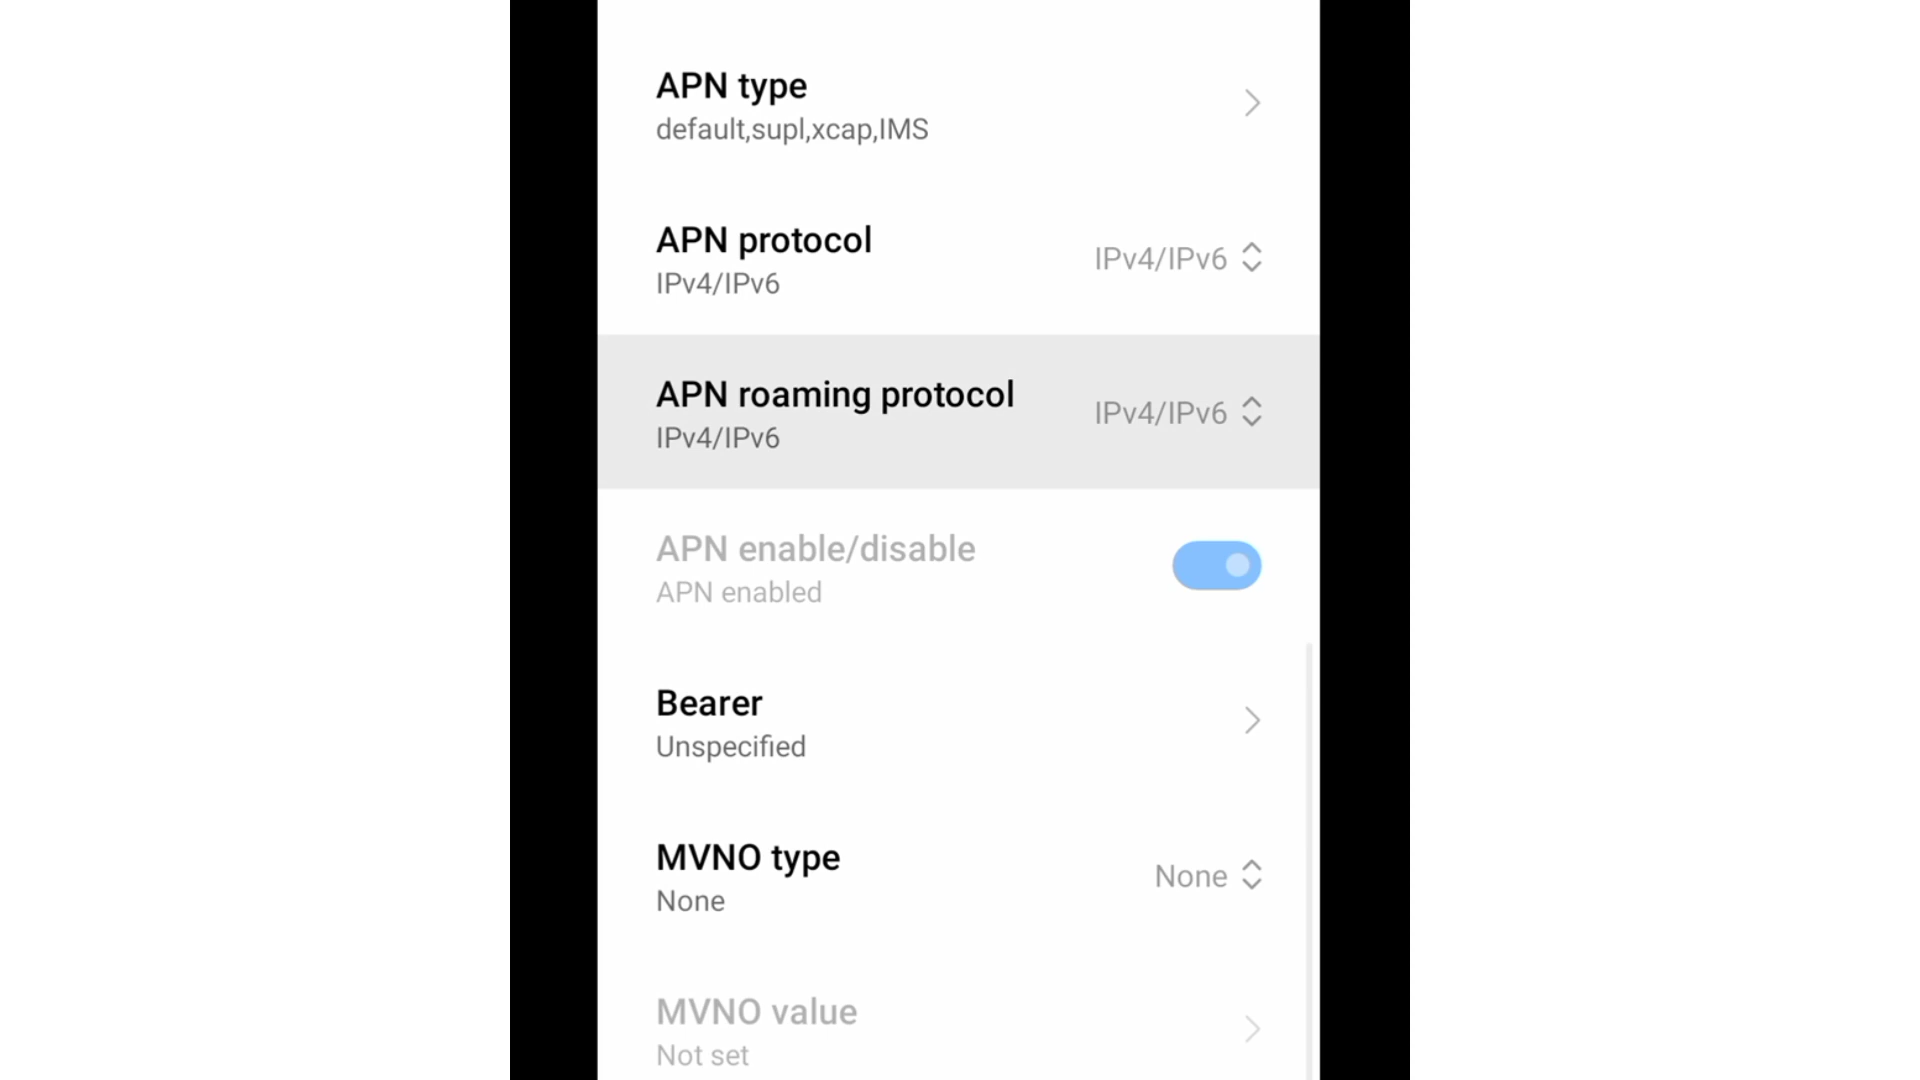 APN type
default,supl,xcap,IMS
APN protocol
IPv4/IPv6
IPv4/IPv6
APN roaming protocol
IPv4/IPv6
IPv4/IPv6
APN enable/disable
APN enabled
Bearer
Unspecified
MVNO type
None
None
MVNO value
Not set